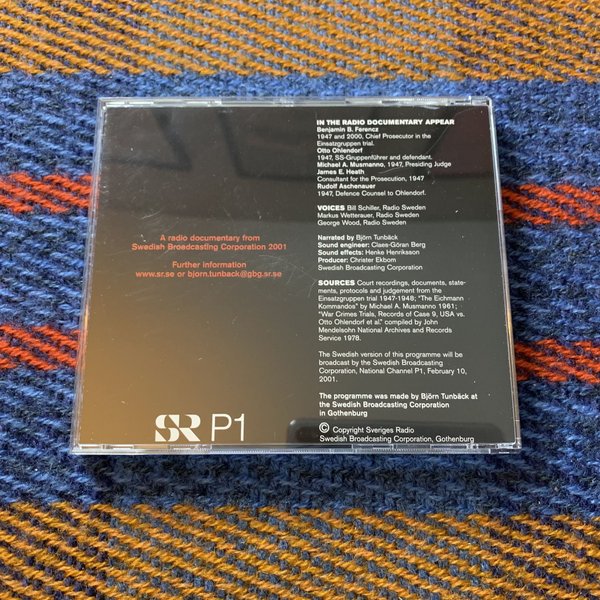 A radio documentary from
Swedish Broadcasting Corporation 2001
Further information
www.sr.se or bjorn.tunback@gbg.sr.se
SR P1
IN THE RADIO DOCUMENTARY APPEAR
Benjamin B. Ferencz
1947 and 2000, Chief Prosecutor in the
Einsatzgruppen trial.
Otto Ohlendorf
1947, SS-Gruppenführer and defendant.
Michael A. Musmanno, 1947, Presiding Judge
James E. Heath
Consultant for the Prosecution, 1947
Rudolf Aschenauer
1947, Defence Counsel to Ohlendorf.
VOICES Bill Schiller, Radio Sweden
Markus Wetterauer, Radio Sweden
George Wood, Radio Sweden
Narrated by Björn Tunbäck
Sound engineer: Claes-Göran Berg
Sound effects: Henke Henriksson
Producer: Christer Ekbom
Swedish Broadcasting Corporation
SOURCES Court recordings, documents, state-
ments, protocols and judgement from the
Einsatzgruppen trial 1947-1948; "The Eichmann
Kommandos" by Michael A. Musmanno 1961;
"War Crimes Trials, Records of Case 9, USA vs.
Otto Ohlendorf et al." compiled by John
Mendelsohn National Archives and Records
Service 1978.
The Swedish version of this programme will be
broadcast by the Swedish Broadcasting
Corporation, National Channel P1, February 10,
2001.
The programme was made by Björn Tunbäck at
the Swedish Broadcasting Corporation
in Gothenburg
© Copyright Sveriges Radio
Swedish Broadcasting Corporation, Gothenburg